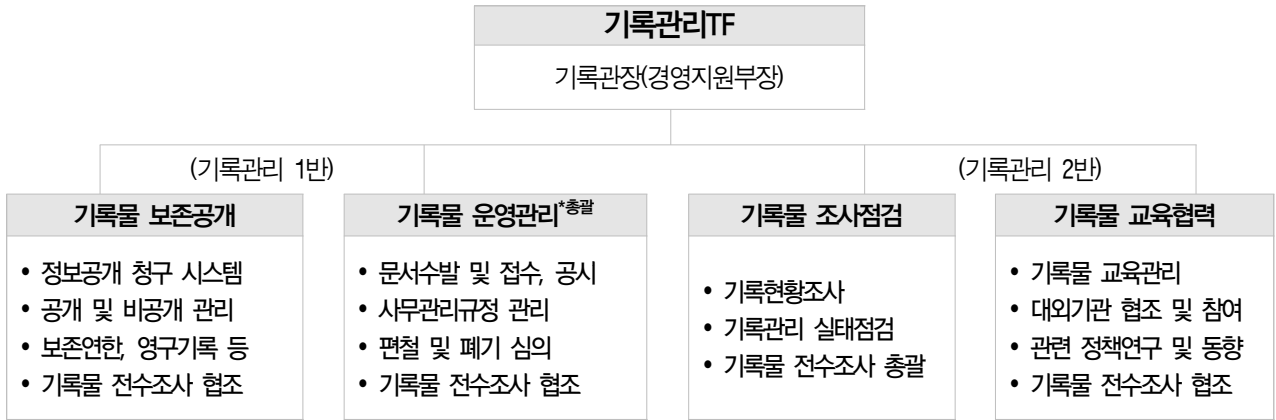 기록관리TF
기록관장(경영지원부장)
(기록관리 1반)
(기록관리 2반)
기록물 보존공개
• 정보공개 청구 시스템
• 공개 및 비공개 관리
• 보존연한, 영구기록 등
• 기록물 전수조사 협조
기록물 운영관리*총괄
• 문서수발 및 접수, 공시
• 사무관리규정 관리
• 편철 및 폐기 심의
• 기록물 전수조사 협조
기록물 조사점검
• 기록현황조사
• 기록관리 실태점검
• 기록물 전수조사 총괄
기록물 교육협력
• 기록물 교육관리
• 대외기관 협조 및 참여
• 관련 정책연구 및 동향
• 기록물 전수조사 협조